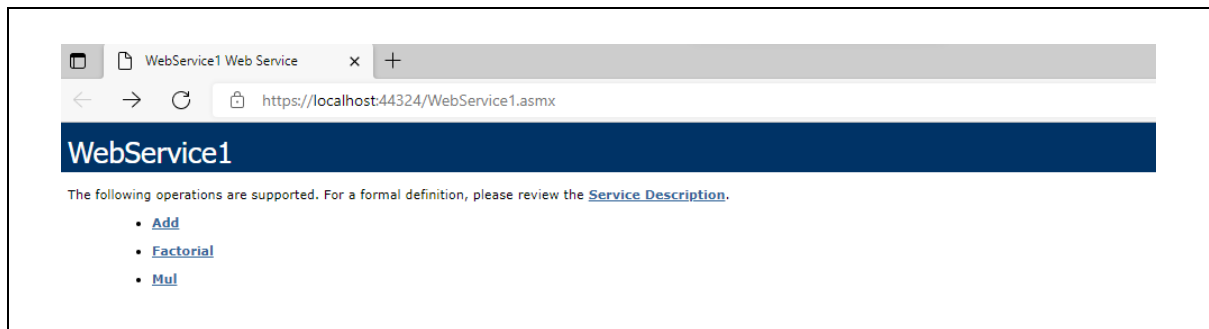 WebService1 Web Service
https://localhost:44324/WebService1.asmx
WebService1
The following operations are supported. For a formal definition, please review the Service Description.
Add
Factorial
Mul